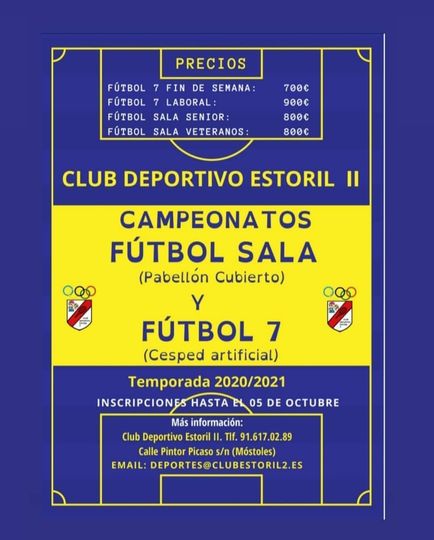 PRECIOS
FÚTBOL 7 FIN DE SEMANA: 700€
FÚTBOL 7 LABORAL: 900€
FÚTBOL SALA SENIOR: 800€
FÚTBOL SALA VETERANOS: 800€
CLUB DEPORTIVO ESTORIL II
CAMPEONATOS
FÚTBOL SALA
(Pabellón Cubierto)
Y
FÚTBOL 7
(Cesped artificial)
Temporada 2020/2021
INSCRIPCIONES HASTA EL 05 DE OCTUBRE
Más información:
Club Deportivo Estoril II. Tlf. 91.617.02.89
Calle Pintor Picaso s/n (Móstoles)
EMAIL: DEPORTES@CLUBESTORIL2.ES